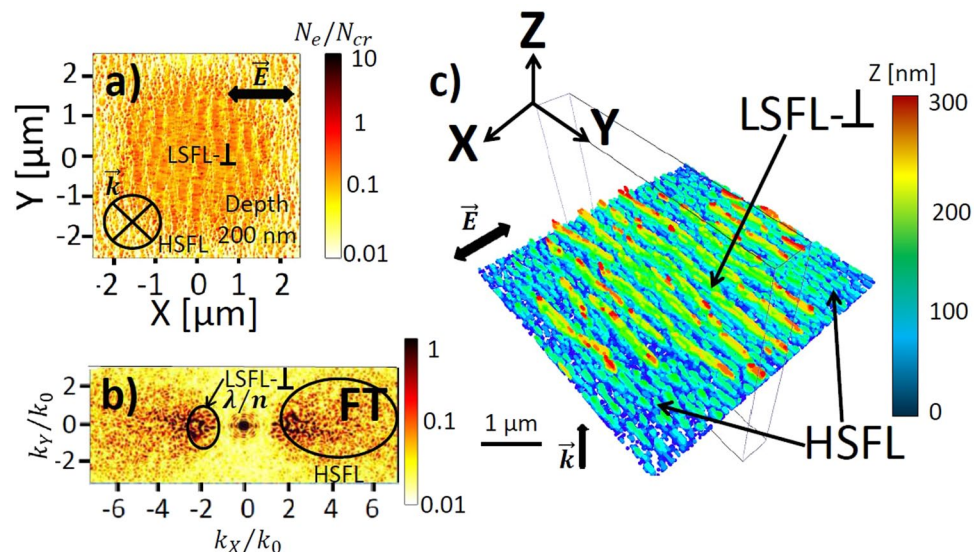 a)
N_e/N_cr
10
1
0.1
0.01
E
LSFL-⊥
k
Depth
200 nm
HSFL
Y [μm]
2
1
0
-1
-2
-2 -1 0 1 2
X [μm]
b)
LSFL-⊥
λ/n
FT
HSFL
1
0.1
0.01
k_Y/k_0
2
0
-2
-6 -4 -2 0 2 4 6
k_X/k_0
c)
Z
X
Y
E
LSFL-⊥
HSFL
1 μm
k
Z [nm]
300
200
100
0